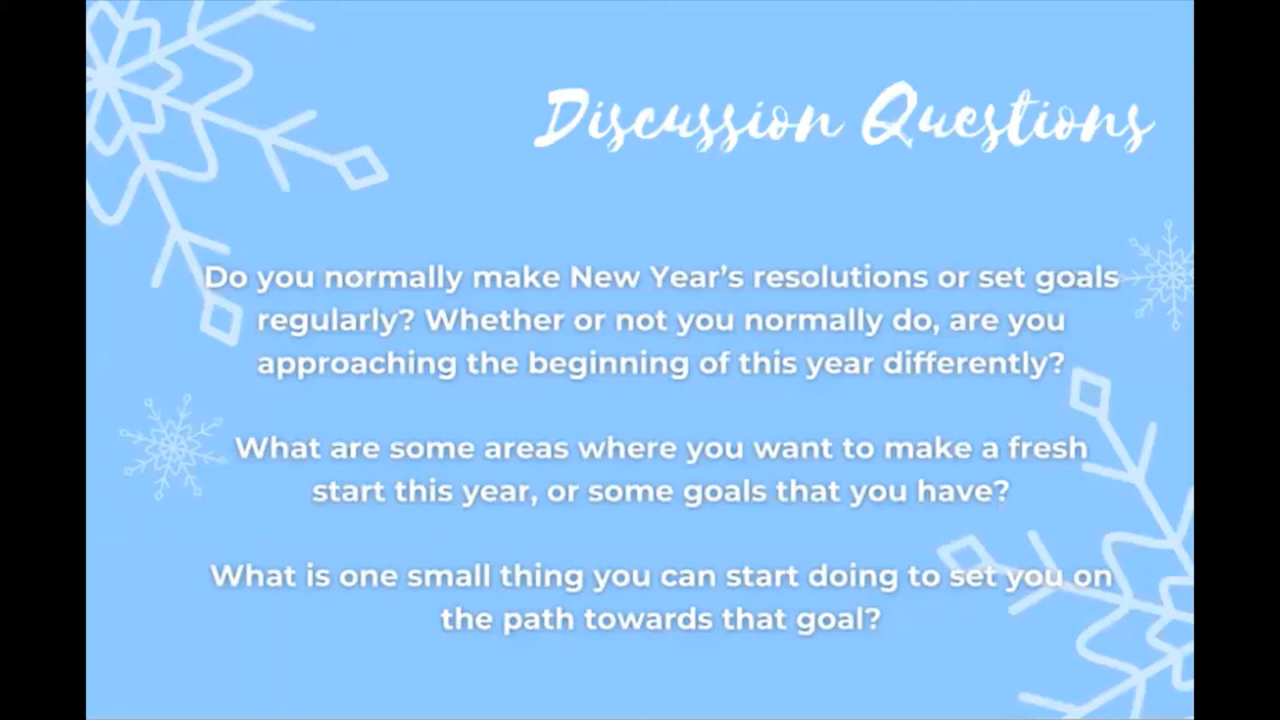 Discussion Questions
Do you normally make New Year’s resolutions or set goals
regularly? Whether or not you normally do, are you
approaching the beginning of this year differently?
What are some areas where you want to make a fresh
start this year, or some goals that you have?
What is one small thing you can start doing to set you on
the path towards that goal?